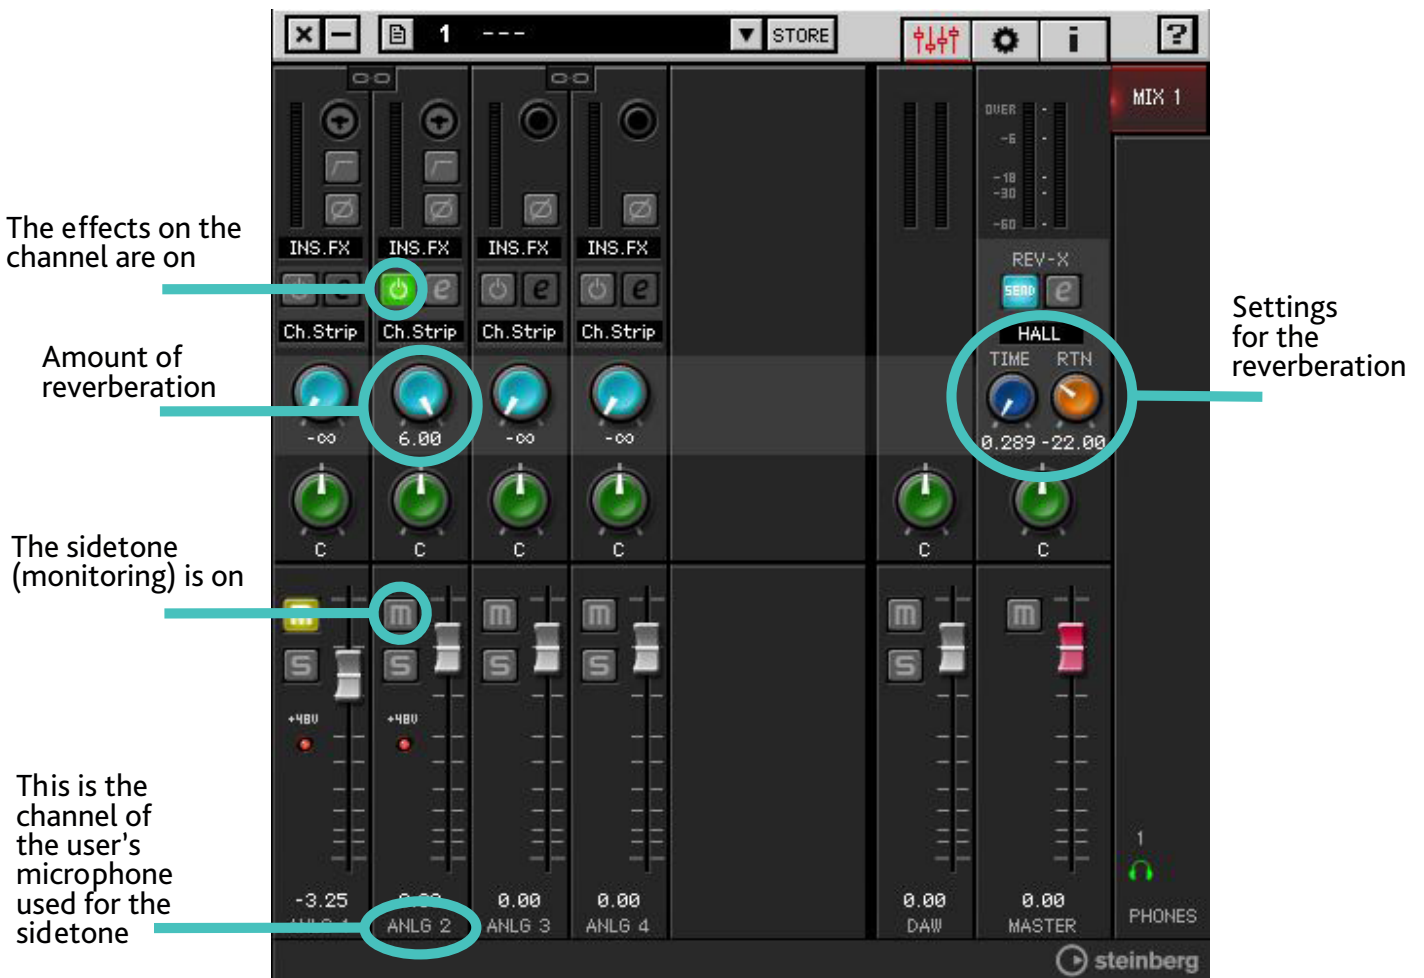 1 --- STORE i ?
MIX 1
OVER
-6
-18
-30
-60
The effects on the
channel are on
INS.FX INS.FX INS.FX INS.FX
REV-X
e e e e SEND e
Ch.Strip Ch.Strip Ch.Strip Ch.Strip
HALL
TIME RTN
Settings
for the
reverberation
Amount of
reverberation
-∞ 6.00 -∞ -∞ 0.289 -22.00
C C C C C C
The sidetone
(monitoring) is on
m m m m m m
S S S S S
+48V +48V
This is the
channel of
the user's
microphone
used for the
sidetone
1
-3.25 0.00 0.00 0.00 0.00
ANLG 2 ANLG 3 ANLG 4 DAW MASTER PHONES
steinberg